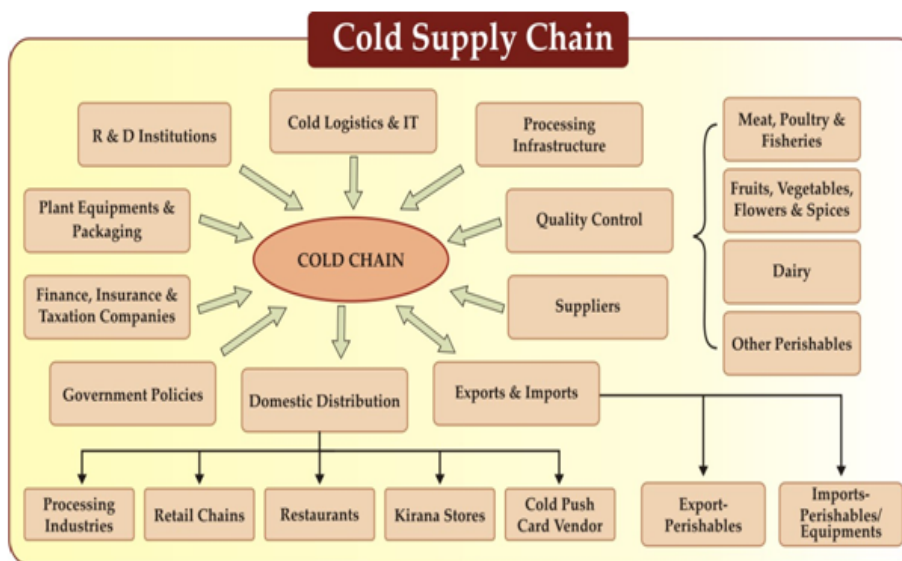 Cold Supply Chain
R & D Institutions
Cold Logistics & IT
Processing
Infrastructure
Meat, Poultry &
Fisheries
Plant Equipments &
Packaging
Quality Control
Fruits, Vegetables,
Flowers & Spices
COLD CHAIN
Dairy
Finance, Insurance &
Taxation Companies
Suppliers
Other Perishables
Government Policies
Domestic Distribution
Exports & Imports
Processing
Industries
Retail Chains
Restaurants
Kirana Stores
Cold Push
Card Vendor
Export-
Perishables
Imports-
Perishables/
Equipments